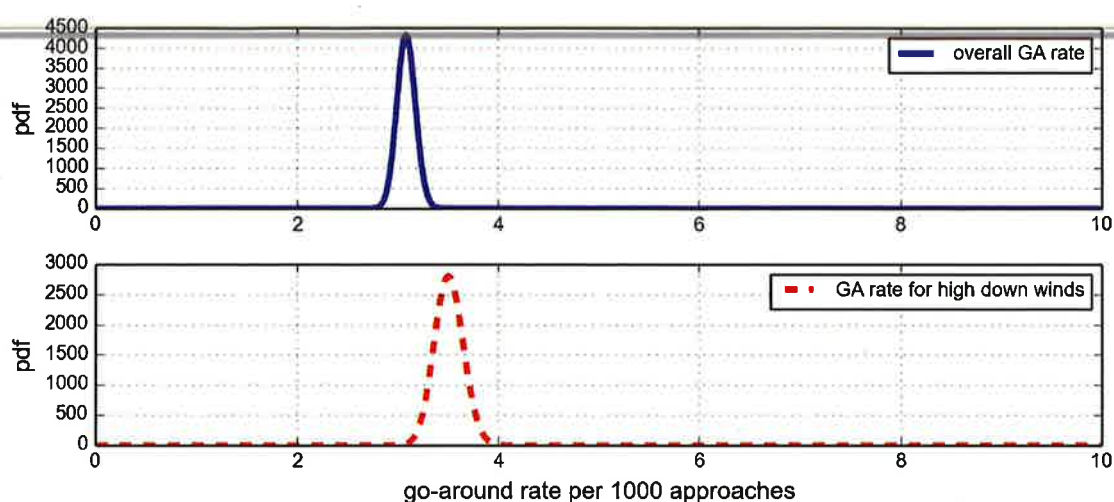 4500
4000
3500
3000
2500
2000
1500
1000
500
0
pdf
overall GA rate
0 2 4 6 8 10
3000
2500
2000
1500
1000
500
0
pdf
GA rate for high down winds
0 2 4 6 8 10
go-around rate per 1000 approaches